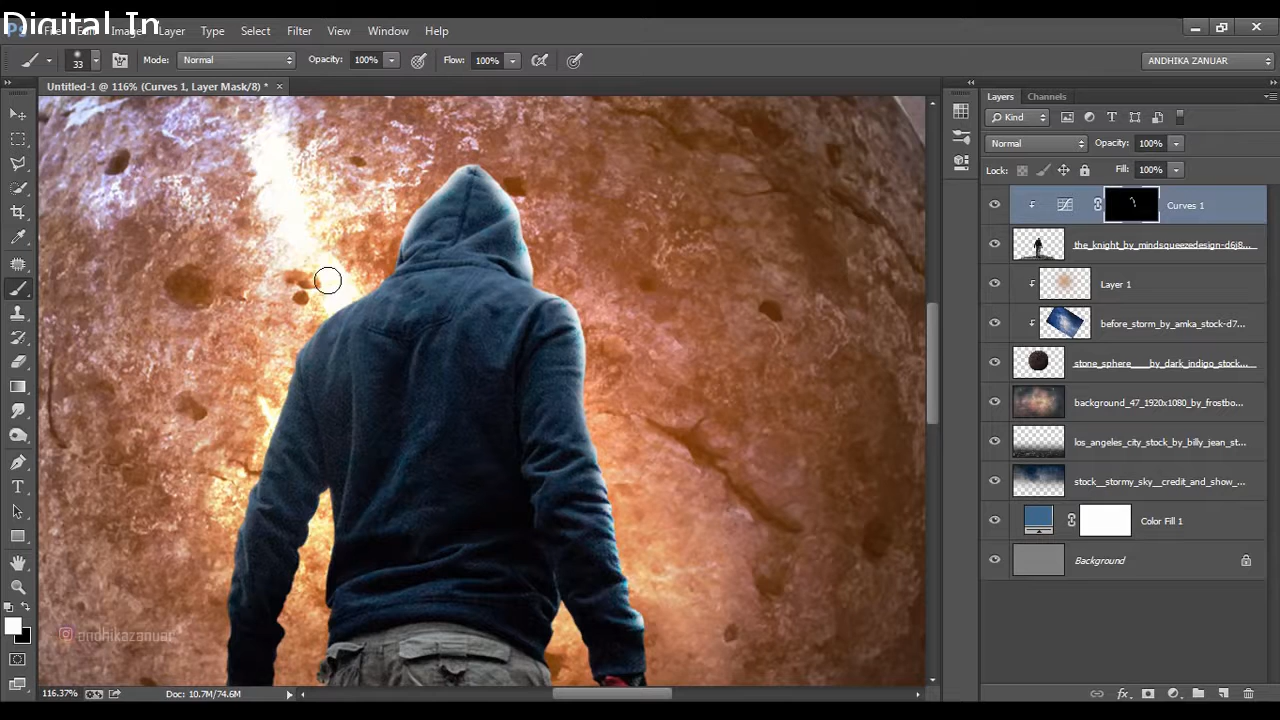 Digital In
Ps File Edit Image Layer Type Select Filter View Window Help
33 Mode: Normal Opacity: 100% Flow: 100% ANDHIKA ZANUAR
Untitled-1 @ 116% (Curves 1, Layer Mask/8) * ×
Layers Channels
Kind
Normal Opacity: 100%
Lock: Fill: 100%
Curves 1
the_knight_by_mindsqueezedesign-d6j8...
Layer 1
before_storm_by_amka_stock-d7...
stone_sphere____by_dark_indigo_stock...
background_47_1920x1080_by_frostbo...
los_angeles_city_stock_by_billy_jean_st...
stock__stormy_sky__credit_and_show_...
Color Fill 1
Background
andhikazanuar
116.37% Doc: 10.7M/74.6M